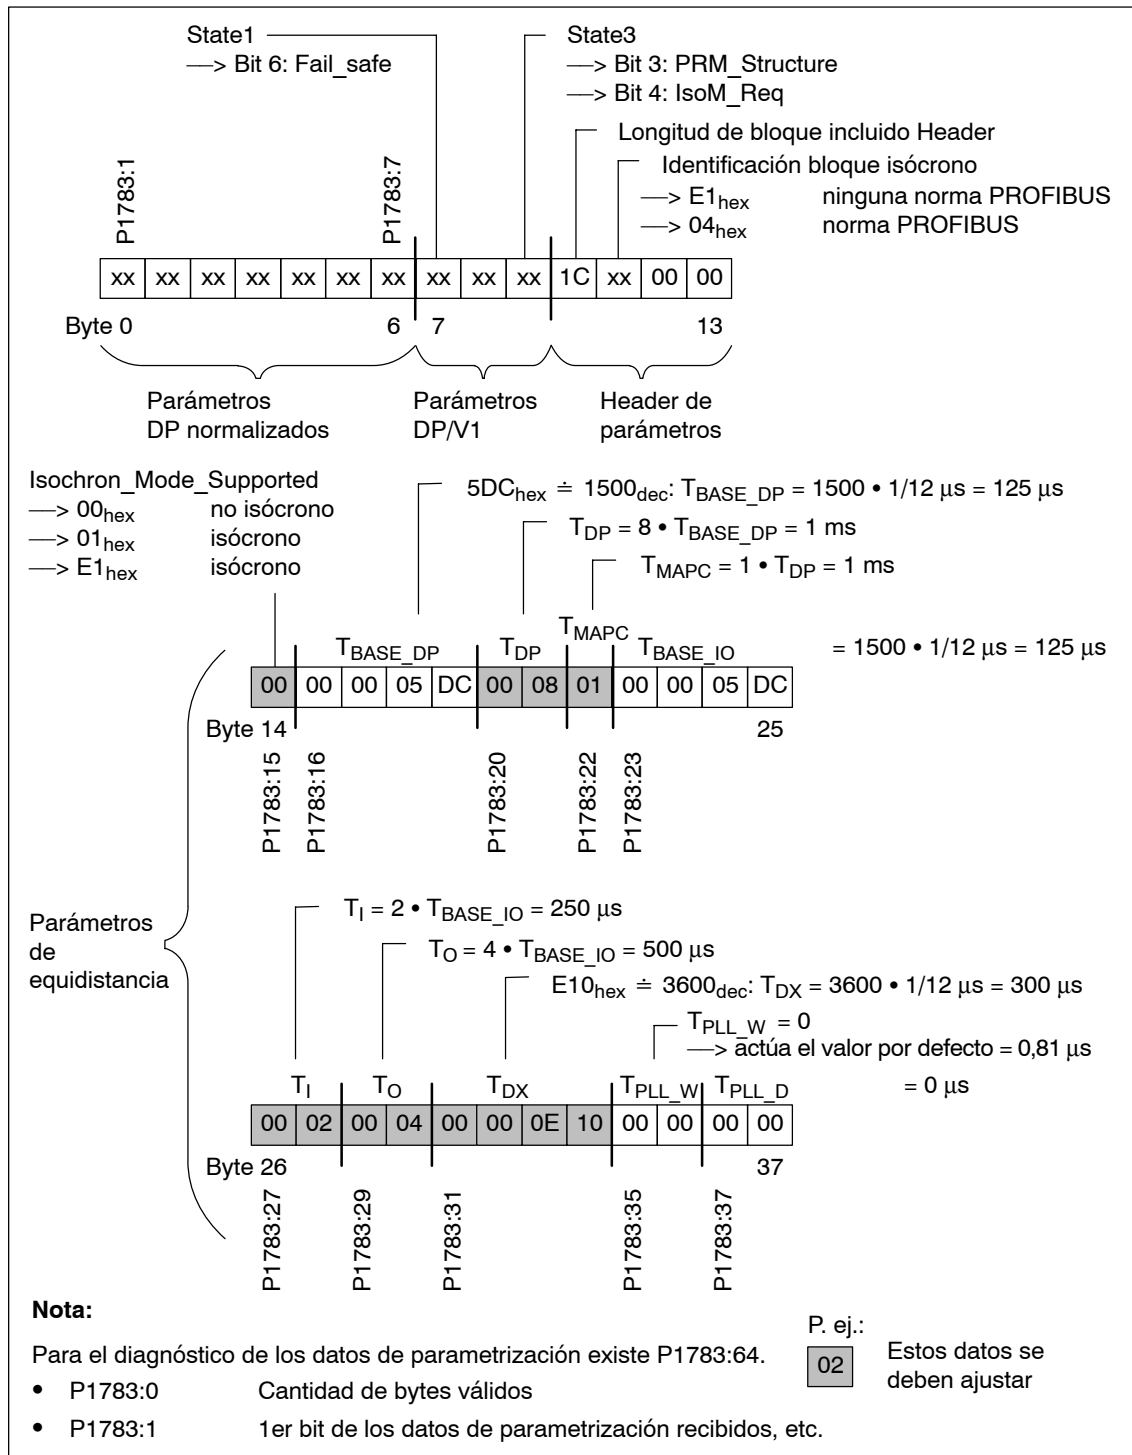 State1
—> Bit 6: Fail_safe
State3
—> Bit 3: PRM_Structure
—> Bit 4: IsoM_Req
Longitud de bloque incluido Header
Identificación bloque isócrono
—> E1hex ninguna norma PROFIBUS
—> 04hex norma PROFIBUS
P1783:1
P1783:7
xx xx xx xx xx xx xx xx xx xx 1C xx 00 00
Byte 0 6 7 13
Parámetros DP normalizados
Parámetros DP/V1
Header de parámetros
Isochron_Mode_Supported
—> 00hex no isócrono
—> 01hex isócrono
—> E1hex isócrono
5DChex ≐ 1500dec: TBASE_DP = 1500 • 1/12 μs = 125 μs
TDP = 8 • TBASE_DP = 1 ms
TMAPC = 1 • TDP = 1 ms
TBASE_DP TDP TMAPC TBASE_IO = 1500 • 1/12 μs = 125 μs
00 00 00 05 DC 00 08 01 00 00 05 DC
Byte 14 25
P1783:15
P1783:16
P1783:20
P1783:22
P1783:23
Parámetros
de
equidistancia
TI = 2 • TBASE_IO = 250 μs
TO = 4 • TBASE_IO = 500 μs
E10hex ≐ 3600dec: TDX = 3600 • 1/12 μs = 300 μs
TPLL_W = 0
—> actúa el valor por defecto = 0,81 μs
TI TO TDX TPLL_W TPLL_D = 0 μs
00 02 00 04 00 00 0E 10 00 00 00 00
Byte 26 37
P1783:27
P1783:29
P1783:31
P1783:35
P1783:37
Nota:
Para el diagnóstico de los datos de parametrización existe P1783:64.
• P1783:0 Cantidad de bytes válidos
• P1783:1 1er bit de los datos de parametrización recibidos, etc.
P. ej.:
02 Estos datos se
deben ajustar